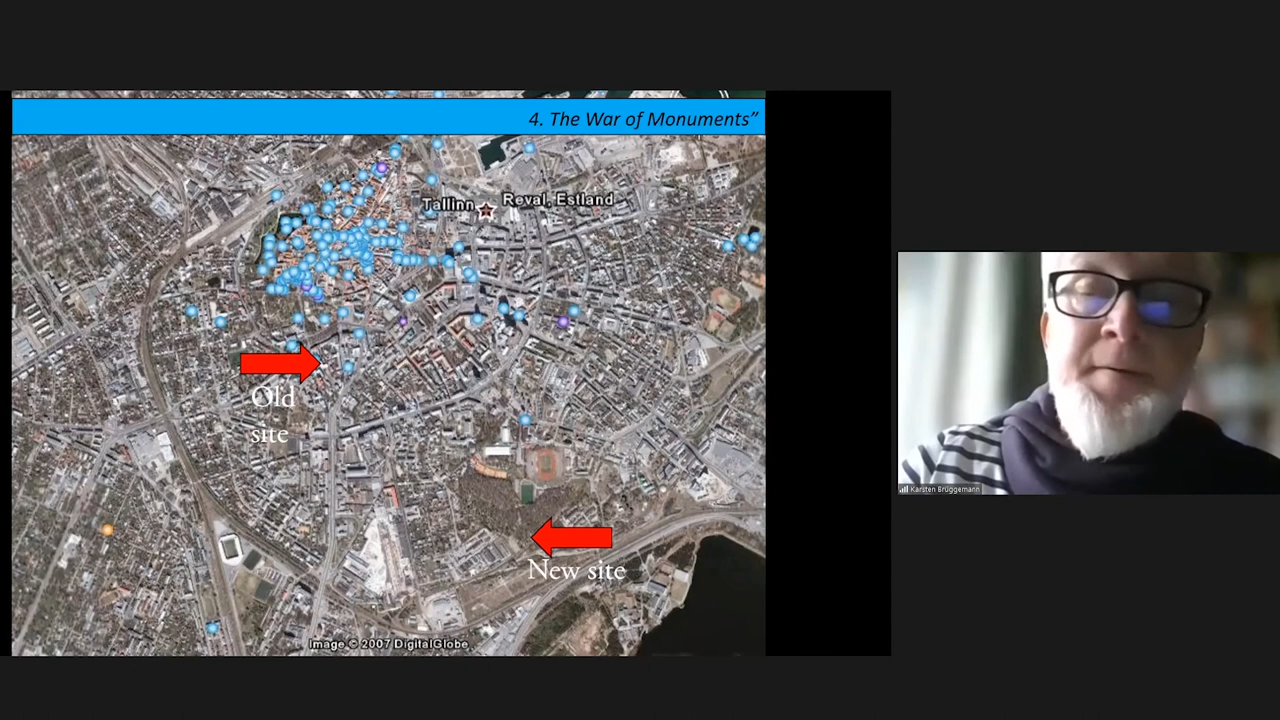 4. The War of Monuments”
Tallinn
Reval, Estland
Old
site
New site
Image © 2007 DigitalGlobe
Karsten Brüggemann